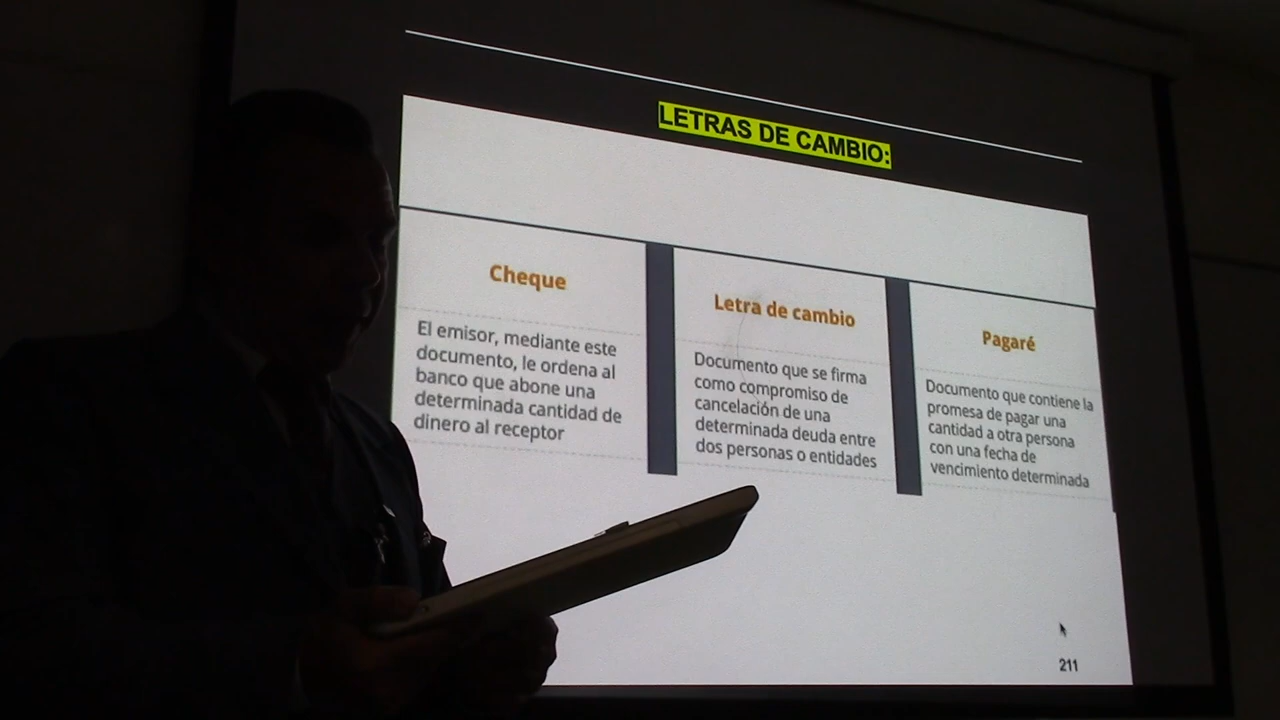 LETRAS DE CAMBIO:
Cheque
El emisor, mediante este
documento, le ordena al
banco que abone una
determinada cantidad de
dinero al receptor
Letra de cambio
Documento que se firma
como compromiso de
cancelación de una
determinada deuda entre
dos personas o entidades
Pagaré
Documento que contiene la
promesa de pagar una
cantidad a otra persona
con una fecha de
vencimiento determinada
211